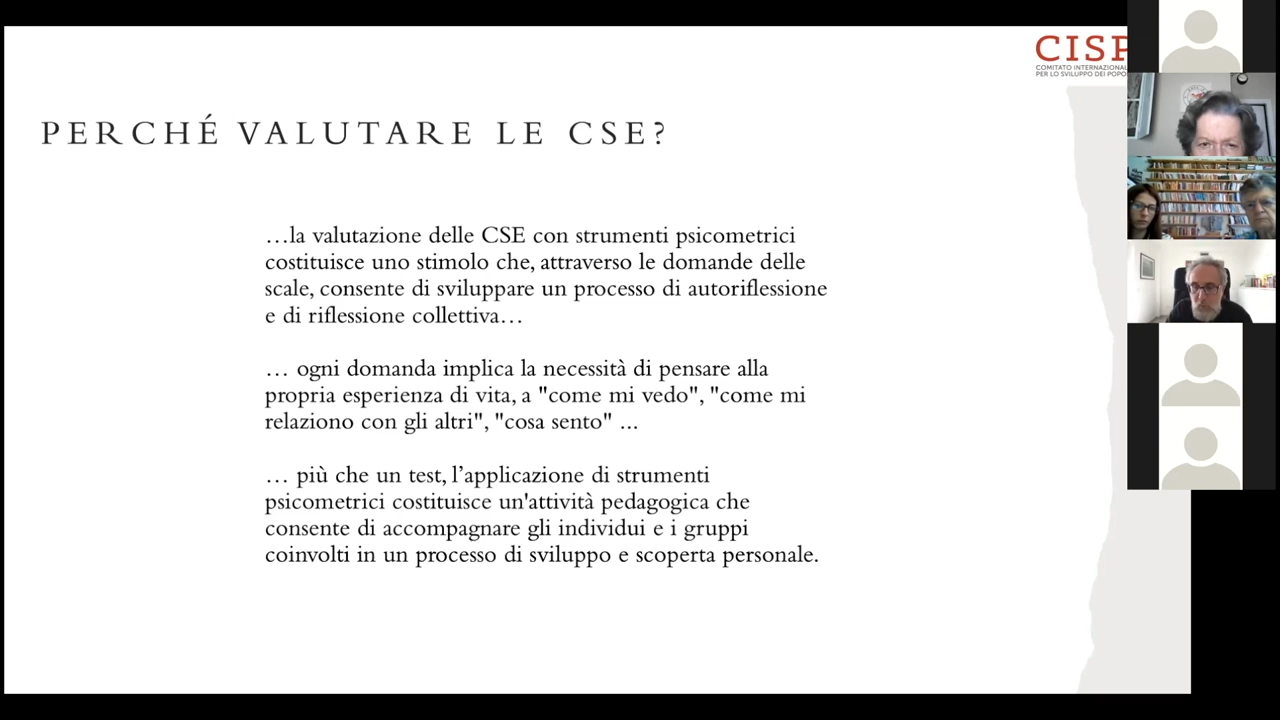 CISP
COMITATO INTERNAZIONAL
PER LO SVILUPPO DEI POPO
PERCHÉ VALUTARE LE CSE?
…la valutazione delle CSE con strumenti psicometrici
costituisce uno stimolo che, attraverso le domande delle
scale, consente di sviluppare un processo di autoriflessione
e di riflessione collettiva…
… ogni domanda implica la necessità di pensare alla
propria esperienza di vita, a "come mi vedo", "come mi
relaziono con gli altri", "cosa sento" ...
… più che un test, l’applicazione di strumenti
psicometrici costituisce un'attività pedagogica che
consente di accompagnare gli individui e i gruppi
coinvolti in un processo di sviluppo e scoperta personale.